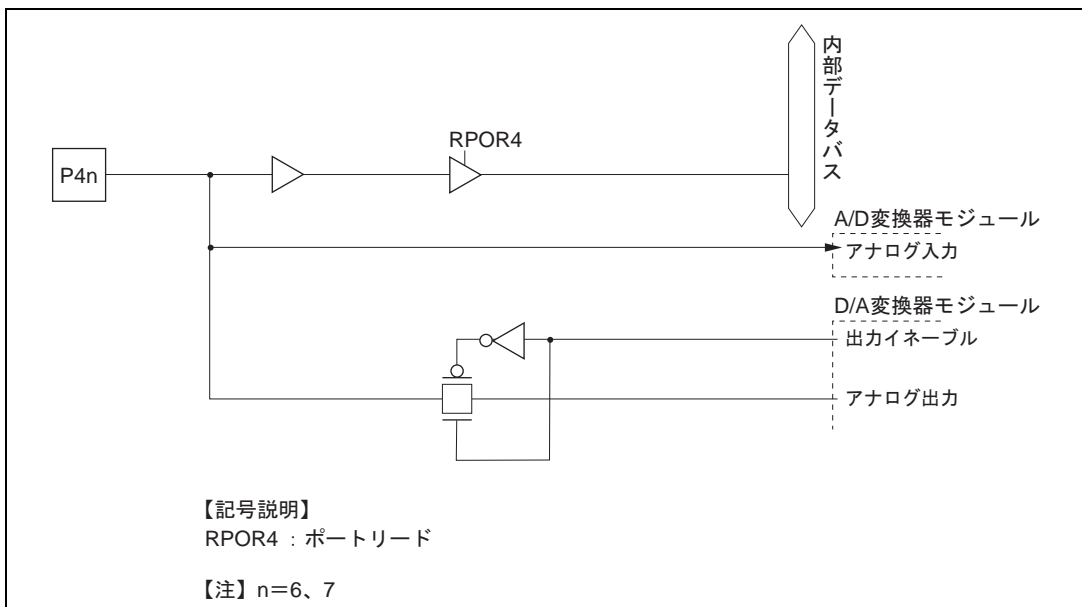 内部データバス
RPOR4
P4n
A/D変換器モジュール
アナログ入力
D/A変換器モジュール
出力イネーブル
アナログ出力
【記号説明】
RPOR4 : ポートリード
【注】n=6、7